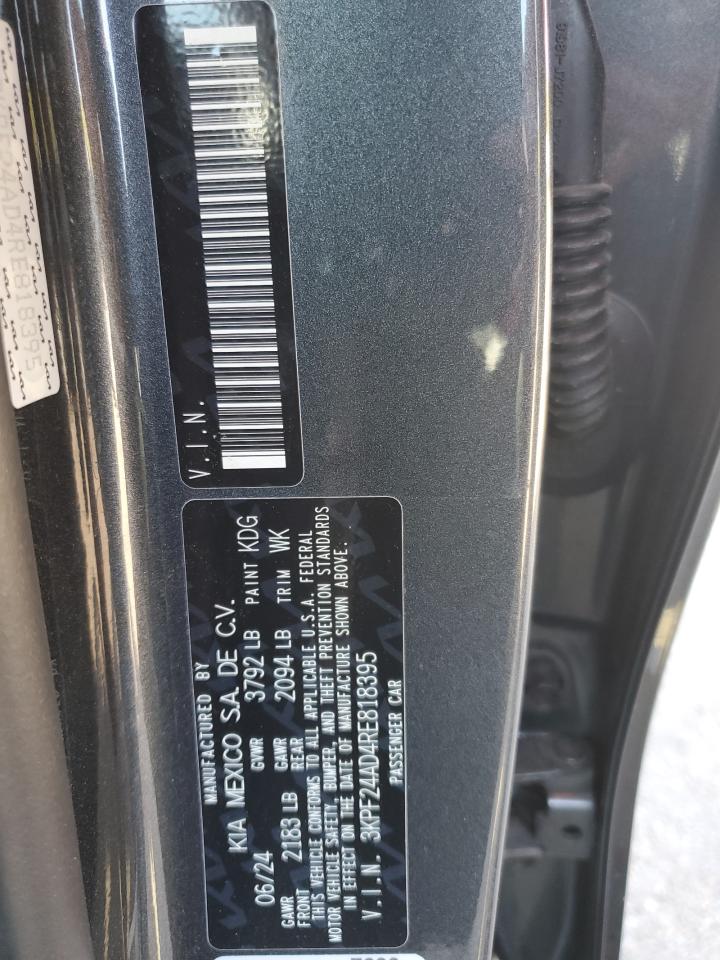 V.I.N.
MANUFACTURED BY
KIA MEXICO S.A. DE C.V.
06/24 GVWR 3792 LB PAINT KDG
GAWR FRONT 2183 LB GAWR REAR 2094 LB TRIM WK
THIS VEHICLE CONFORMS TO ALL APPLICABLE U.S.A. FEDERAL
MOTOR VEHICLE SAFETY, BUMPER, AND THEFT PREVENTION STANDARDS
IN EFFECT ON THE DATE OF MANUFACTURE SHOWN ABOVE.
V.I.N. 3KPF24AD4RE818395
PASSENGER CAR
24AD4RE818395